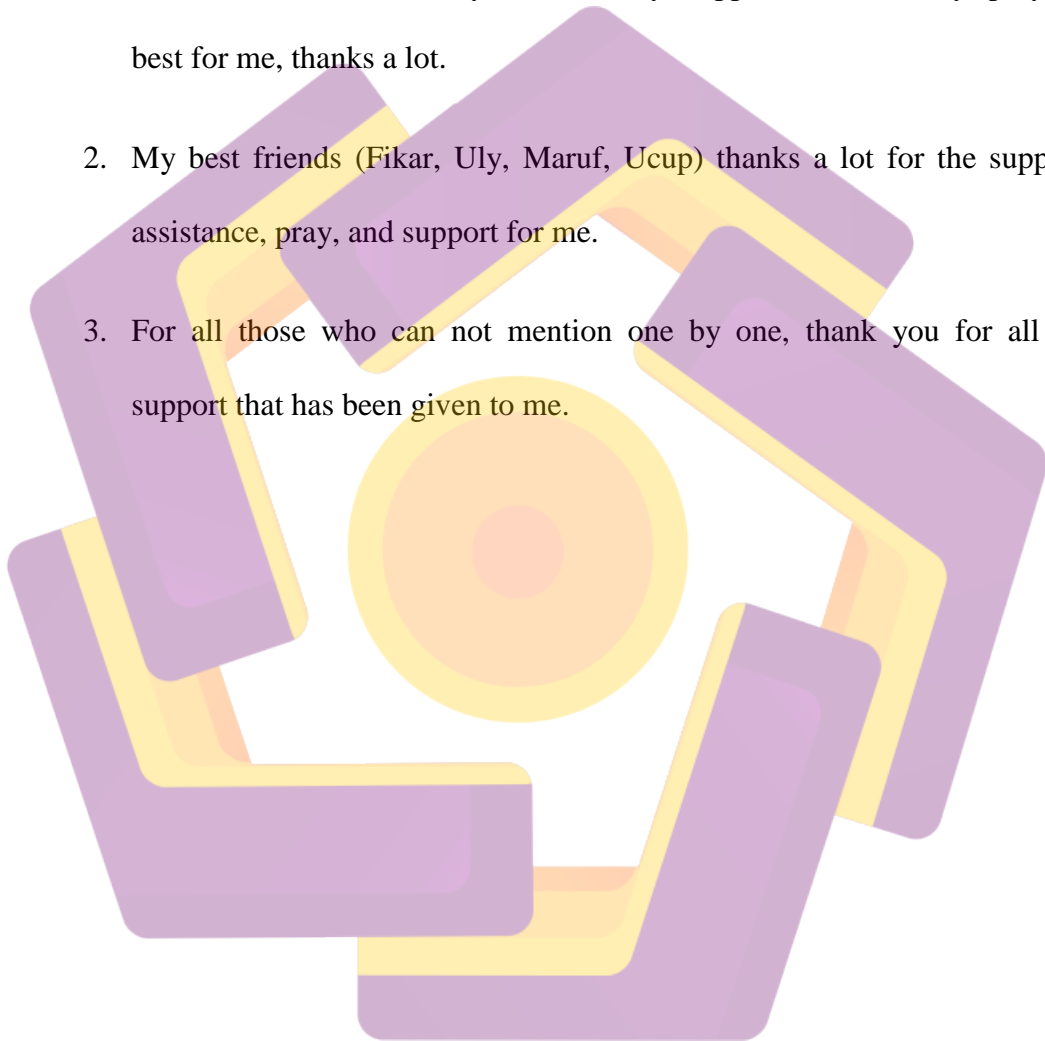 best for me, thanks a lot.
2. My best friends (Fikar, Uly, Maruf, Ucup) thanks a lot for the
assistance, pray, and support for me.
3. For all those who can not mention one by one, thank you for all
support that has been given to me.